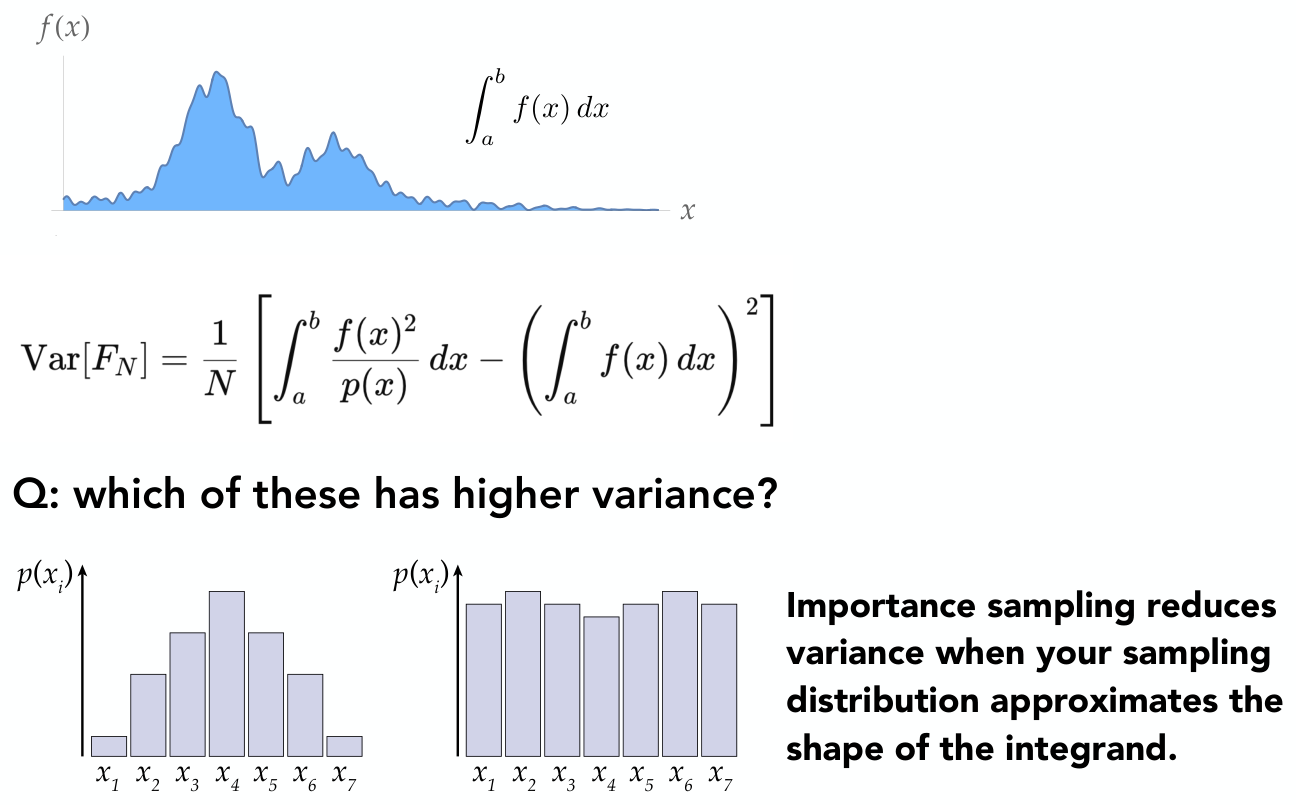 f(x)
∫_a^b f(x) dx
x
Var[F_N] = 1/N [ ∫_a^b f(x)²/p(x) dx − ( ∫_a^b f(x) dx )² ]
Q: which of these has higher variance?
p(x_i)
x_1 x_2 x_3 x_4 x_5 x_6 x_7
p(x_i)
x_1 x_2 x_3 x_4 x_5 x_6 x_7
Importance sampling reduces
variance when your sampling
distribution approximates the
shape of the integrand.